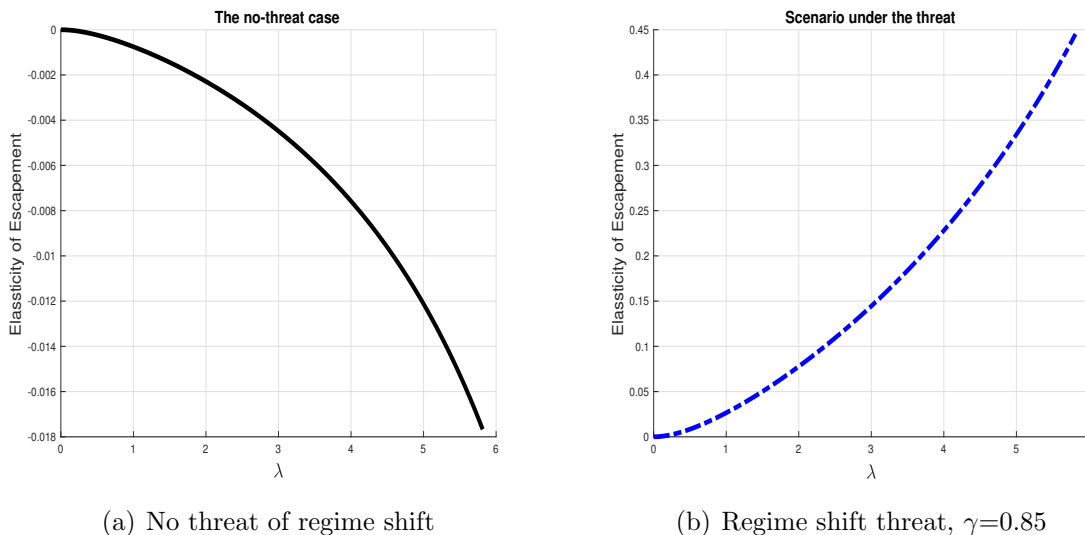 The no-threat case
Elassticity of Escapement
0
-0.002
-0.004
-0.006
-0.008
-0.01
-0.012
-0.014
-0.016
-0.018
0 1 2 3 4 5 6
λ
(a) No threat of regime shift
Scenario under the threat
Elassticity of Escapement
0.45
0.4
0.35
0.3
0.25
0.2
0.15
0.1
0.05
0
0 1 2 3 4 5
λ
(b) Regime shift threat, γ=0.85